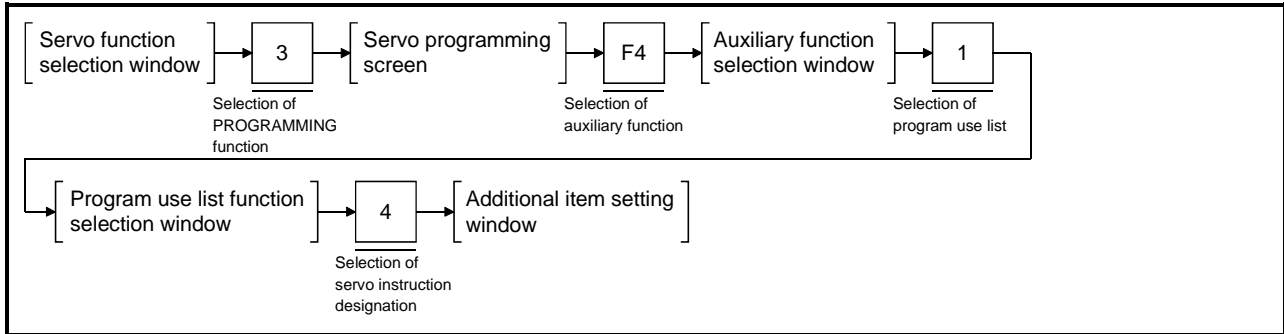 Servo function
selection window
3
Selection of
PROGRAMMING
function
Servo programming
screen
F4
Selection of
auxiliary function
Auxiliary function
selection window
1
Selection of
program use list
Program use list function
selection window
4
Selection of
servo instruction
designation
Additional item setting
window